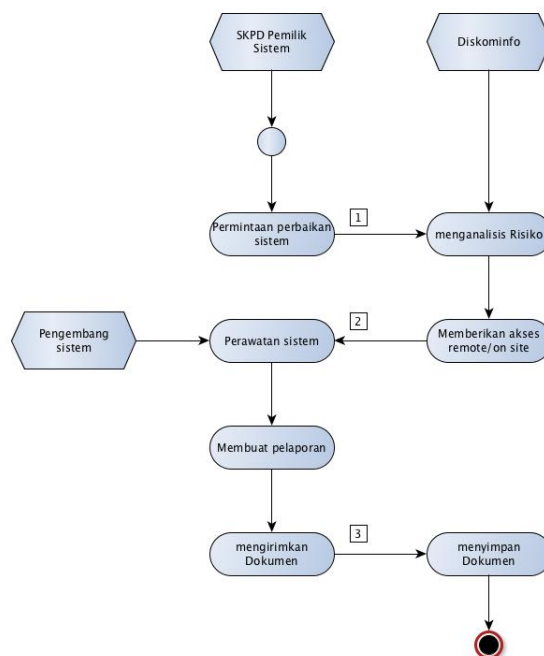 SKPD Pemilik
Sistem
Diskominfo
Permintaan perbaikan
sistem
1
menganalisis Risiko
Pengembang
sistem
Perawatan sistem
2
Memberikan akses
remote/on site
Membuat pelaporan
mengirimkan
Dokumen
3
menyimpan
Dokumen